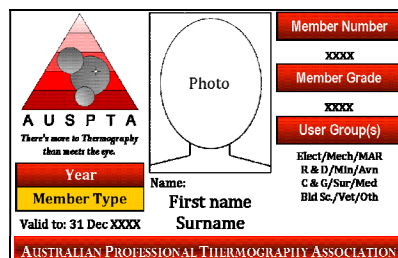 AUSPTA
There's more to Thermography
than meets the eye.
Year
Member Type
Valid to: 31 Dec XXXX
Photo
Name:
First name
Surname
Member Number
XXXX
Member Grade
XXXX
User Group(s)
Elect/Mech/MAR
R & D/Min/Avn
C & G/Sur/Med
Bld Sc./Vet/Oth
AUSTRALIAN PROFESSIONAL THERMOGRAPHY ASSOCIATION